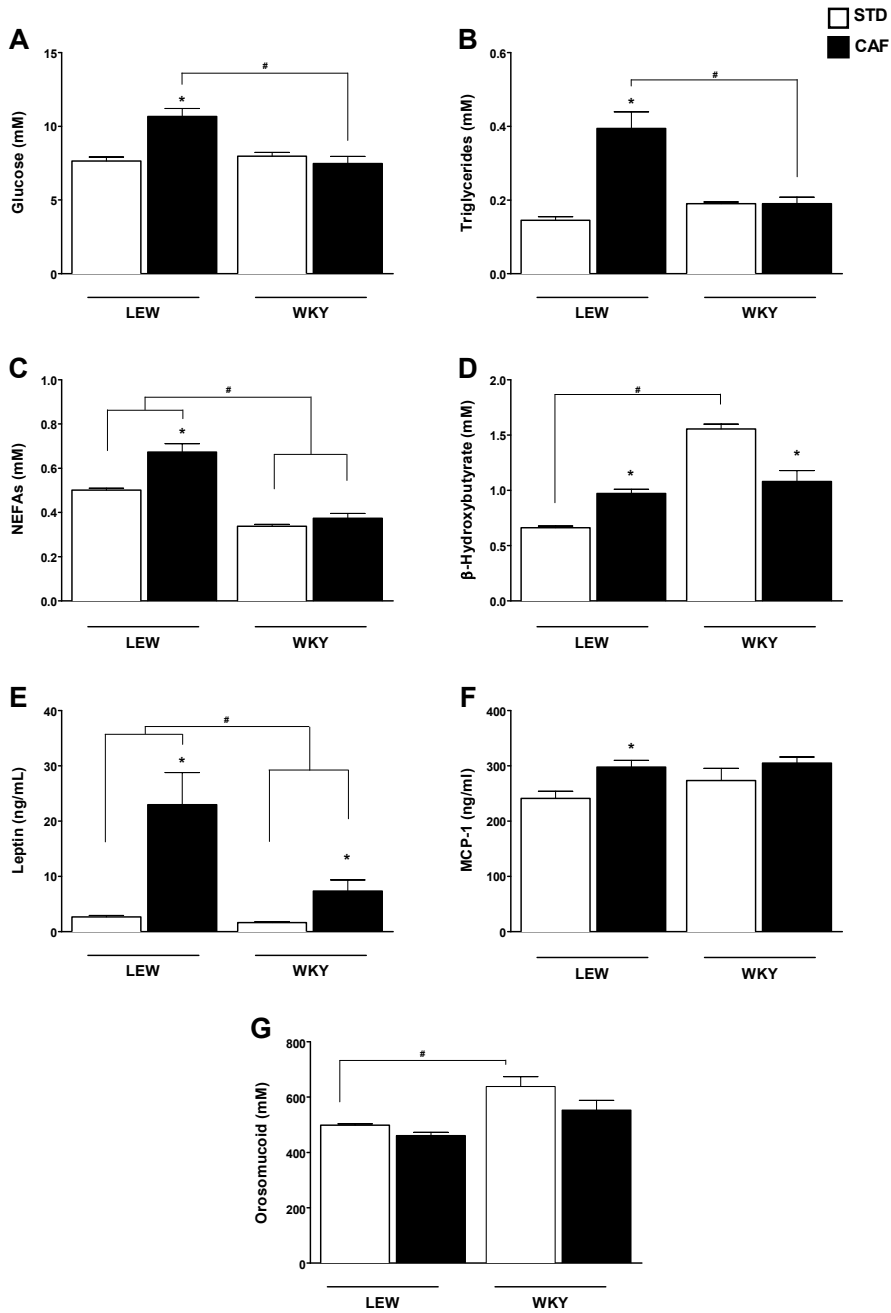 STD
CAF
A
Glucose (mM)
15
10
5
0
#
*
LEW
WKY
B
Triglycerides (mM)
0.6
0.4
0.2
0.0
#
*
LEW
WKY
C
NEFAs (mM)
1.0
0.8
0.6
0.4
0.2
0.0
#
*
LEW
WKY
D
β-Hydroxybutyrate (mM)
2.0
1.5
1.0
0.5
0.0
#
*
*
LEW
WKY
E
Leptin (ng/mL)
40
30
20
10
0
#
*
*
LEW
WKY
F
MCP-1 (ng/ml)
400
300
200
100
0
*
LEW
WKY
G
Orosomucoid (mM)
800
600
400
200
0
#
LEW
WKY